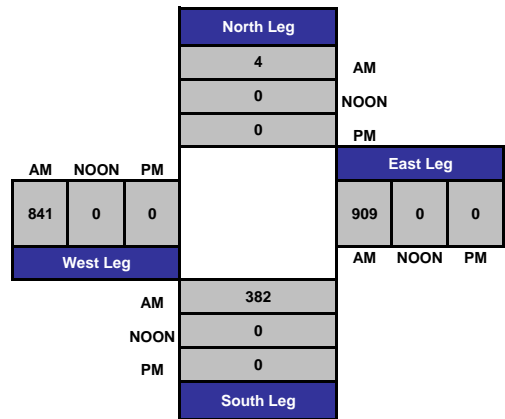 North Leg
4 AM
0 NOON
0 PM
AM NOON PM
East Leg
841 0 0
909 0 0
West Leg
AM NOON PM
AM 382
NOON 0
PM 0
South Leg